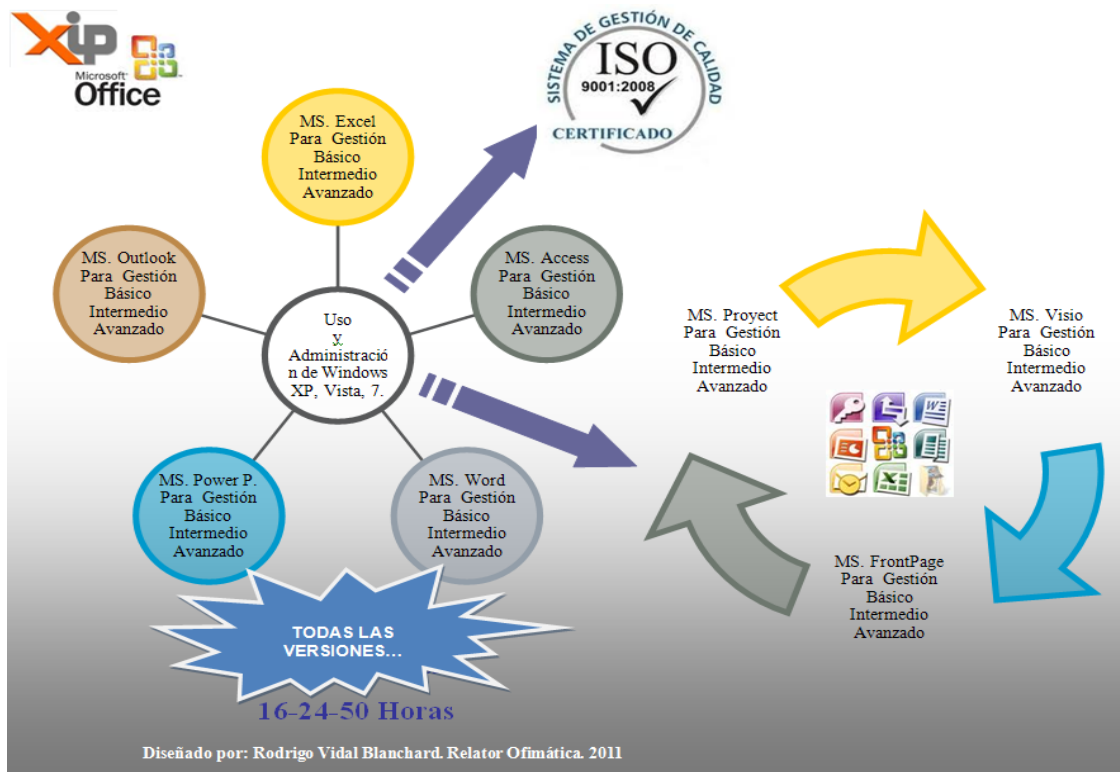 Xip
Microsoft
Office
SISTEMA DE GESTIÓN DE CALIDAD
ISO
9001:2008
CERTIFICADO
MS. Excel
Para Gestión
Básico
Intermedio
Avanzado
MS. Outlook
Para Gestión
Básico
Intermedio
Avanzado
MS. Access
Para Gestión
Básico
Intermedio
Avanzado
Uso
y
Administració
n de Windows
XP, Vista, 7.
MS. Power P.
Para Gestión
Básico
Intermedio
Avanzado
MS. Word
Para Gestión
Básico
Intermedio
Avanzado
MS. Proyect
Para Gestión
Básico
Intermedio
Avanzado
MS. Visio
Para Gestión
Básico
Intermedio
Avanzado
MS. FrontPage
Para Gestión
Básico
Intermedio
Avanzado
TODAS LAS
VERSIONES...
16-24-50 Horas
Diseñado por: Rodrigo Vidal Blanchard. Relator Ofimática. 2011